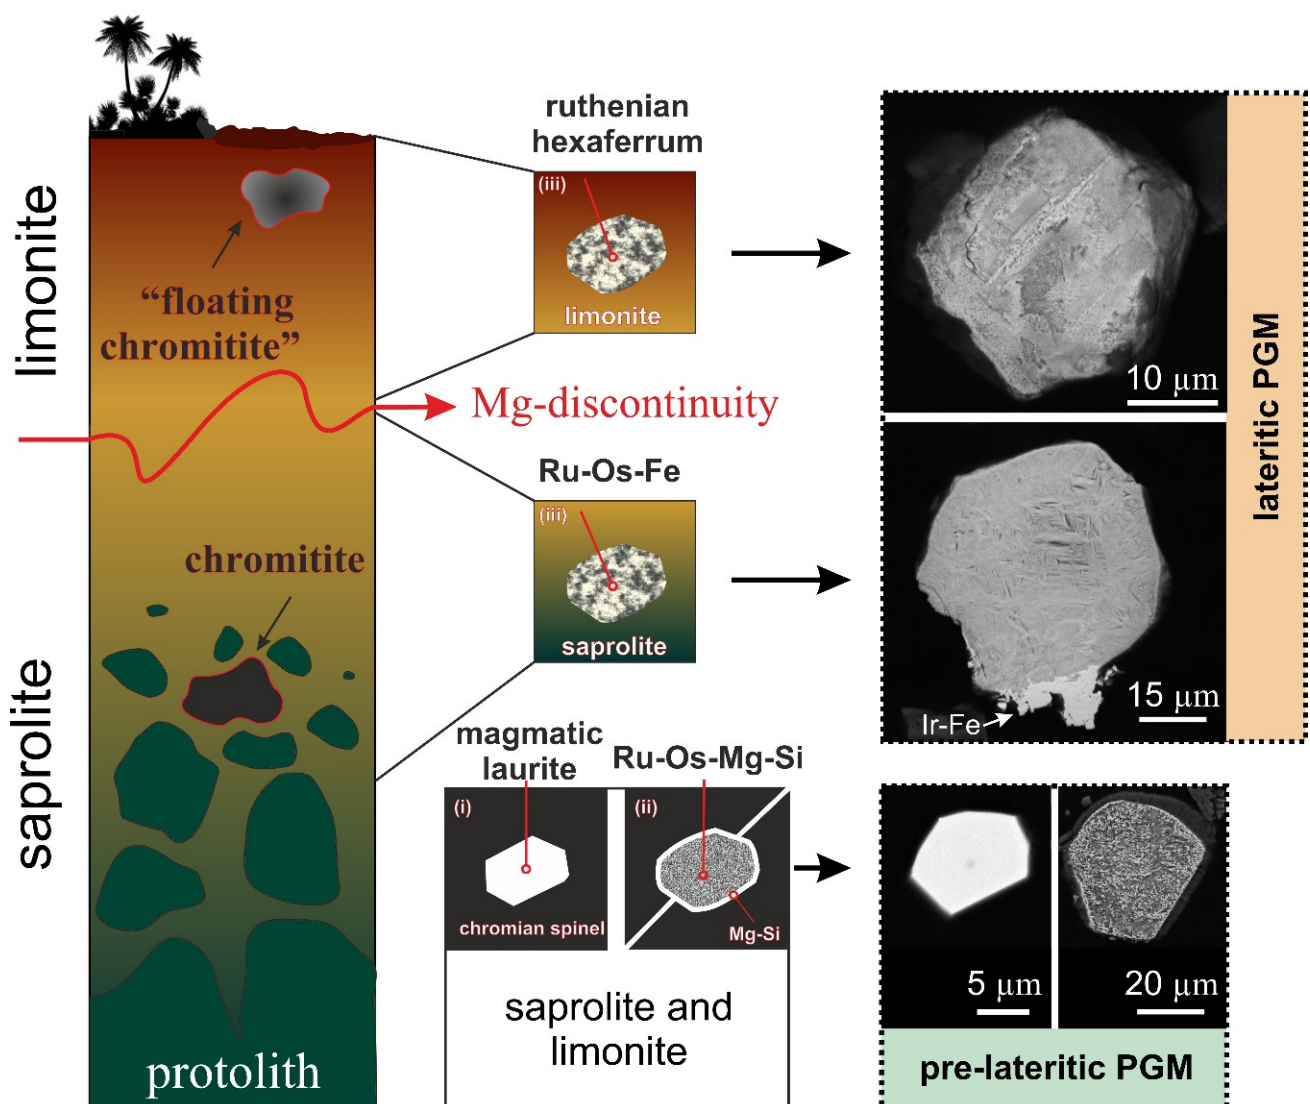 limonite
saprolite
“floating
chromitite”
chromitite
protolith
Mg-discontinuity
ruthenian
hexaferrum
(iii)
limonite
Ru-Os-Fe
(iii)
saprolite
magmatic
laurite
Ru-Os-Mg-Si
(i)
chromian spinel
(ii)
Mg-Si
saprolite and
limonite
10 µm
15 µm
Ir-Fe
lateritic PGM
5 µm
20 µm
pre-lateritic PGM